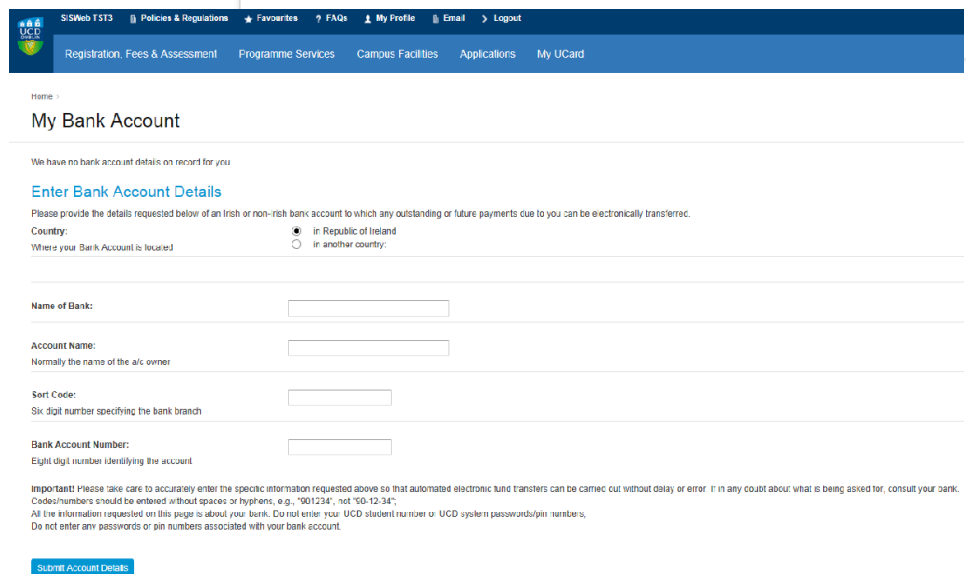 SISWeb TST3 Policies & Regulations Favourites ? FAQs My Profile Email Logout
UCD
DUBLIN
Registration, Fees & Assessment Programme Services Campus Facilities Applications My UCard
Home >
My Bank Account
We have no bank account details on record for you
Enter Bank Account Details
Please provide the details requested below of an Irish or non-Irish bank account to which any outstanding or future payments due to you can be electronically transferred.
Country: in Republic of Ireland
Where your Bank Account is located in another country:
Name of Bank:
Account Name:
Normally the name of the a/c owner
Sort Code:
Six digit number specifying the bank branch
Bank Account Number:
Eight digit number identifying the account
Important! Please take care to accurately enter the specific information requested above so that automated electronic fund transfers can be carried out without delay or error. If in any doubt about what is being asked for, consult your bank.
Codes/numbers should be entered without spaces or hyphens, e.g., "901234", not "90-12-34";
All the information requested on this page is about your bank. Do not enter your UCD student number or UCD system passwords/pin numbers;
Do not enter any passwords or pin numbers associated with your bank account.
Submit Account Details